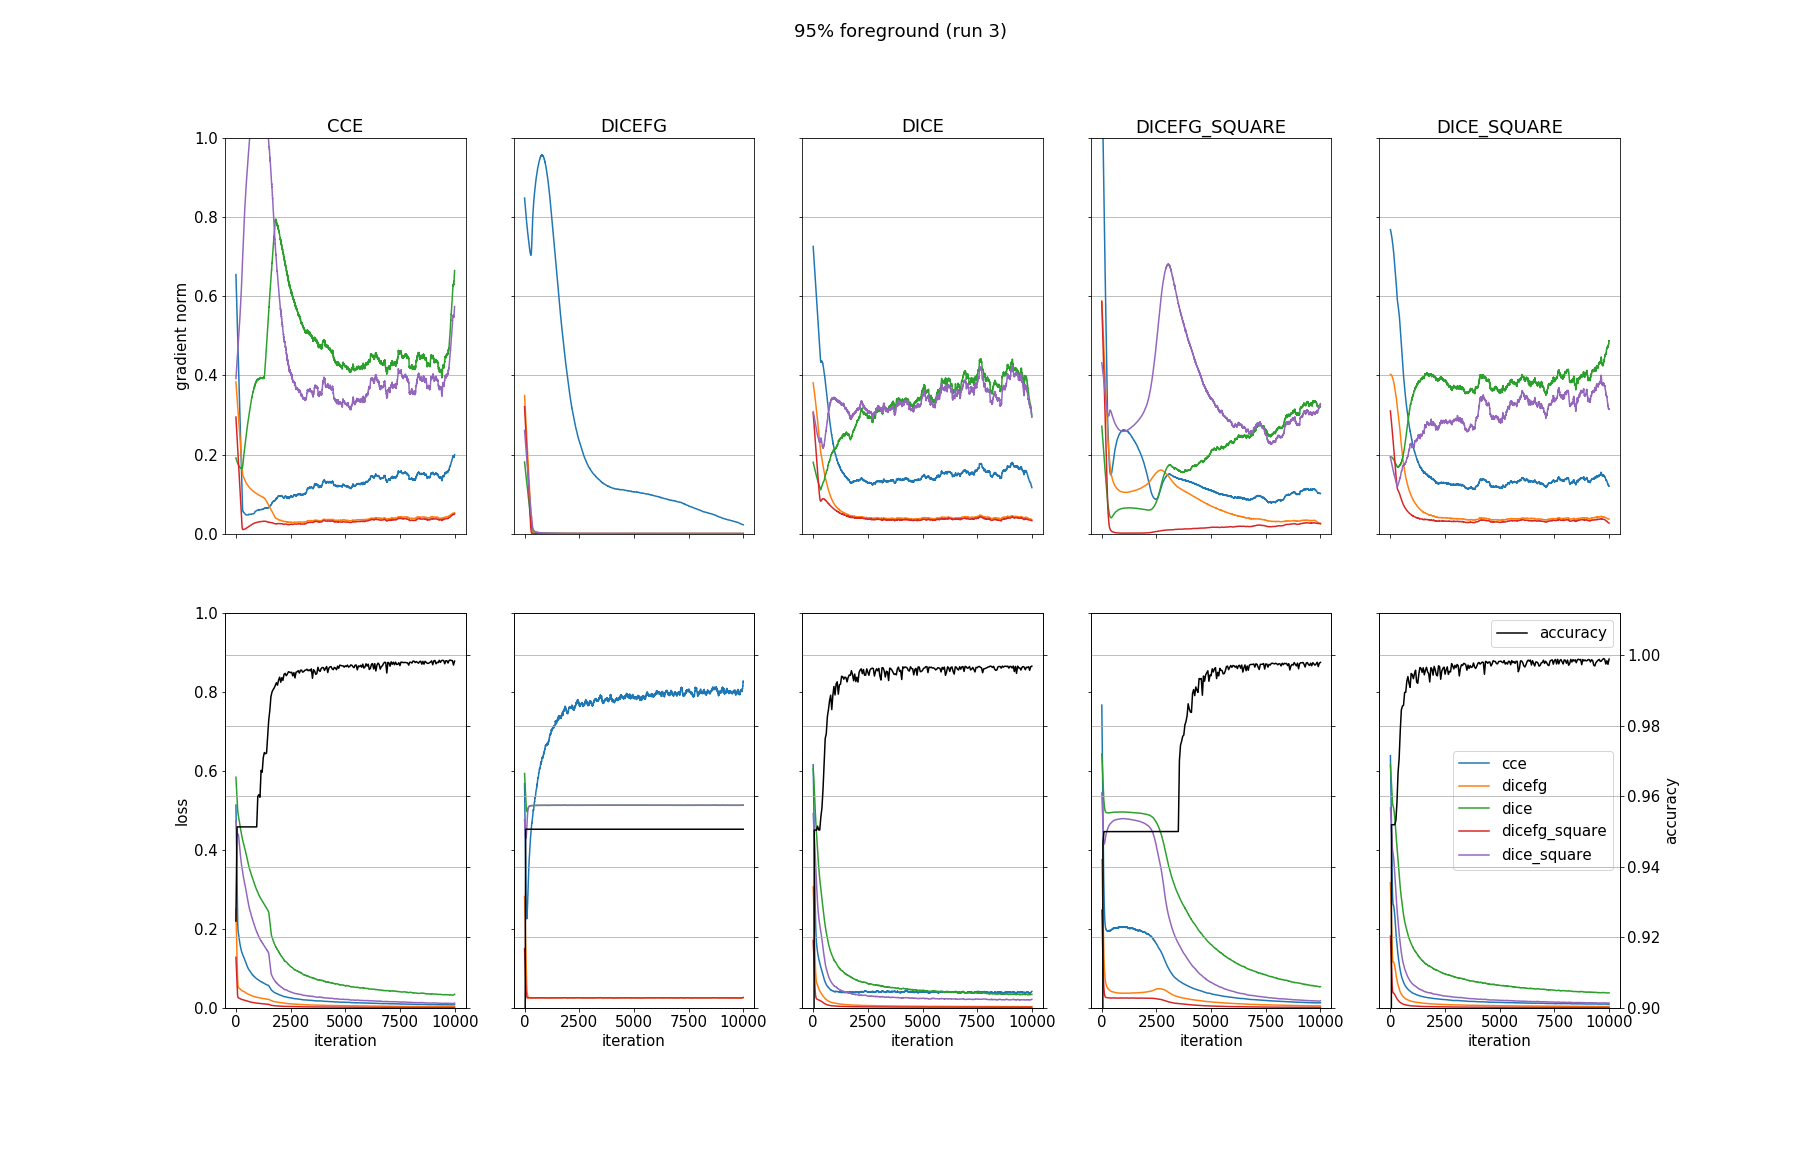 95% foreground (run 3)
CCE
DICEFG
DICE
DICEFG_SQUARE
DICE_SQUARE
gradient norm
1.0
0.8
0.6
0.4
0.2
0.0
loss
1.0
0.8
0.6
0.4
0.2
0.0
accuracy
cce
dicefg
dice
dicefg_square
dice_square
1.00
0.98
0.96
0.94
0.92
0.90
accuracy
0 2500 5000 7500 10000
0 2500 5000 7500 10000
0 2500 5000 7500 10000
0 2500 5000 7500 10000
0 2500 5000 7500 10000
iteration
iteration
iteration
iteration
iteration